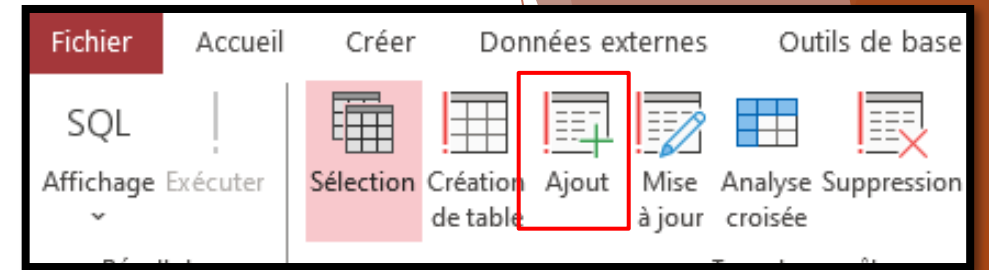 Fichier Accueil Créer Données externes Outils de base
SQL
Affichage Exécuter Sélection Création de table Ajout Mise à jour Analyse croisée Suppression